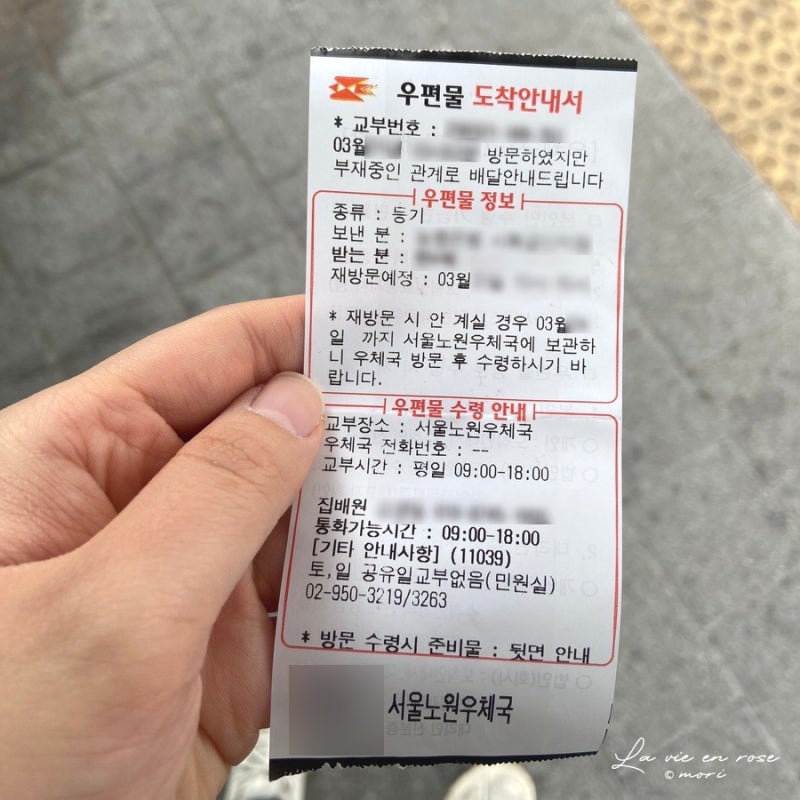 우편물 도착안내서
* 교부번호 :
03월 방문하였지만
부재중인 관계로 배달안내드립니다
우편물 정보
종류 : 등기
보낸 분 :
받는 분 :
재방문예정 : 03월
* 재방문 시 안 계실 경우 03월
일 까지 서울노원우체국에 보관하
니 우체국 방문 후 수령하시기 바
랍니다.
우편물 수령 안내
교부장소 : 서울노원우체국
우체국 전화번호 : --
교부시간 : 평일 09:00-18:00
집배원
통화가능시간 : 09:00-18:00
[기타 안내사항] (11039)
토,일 공유일교부없음(민원실)
02-950-3219/3263
* 방문 수령시 준비물 : 뒷면 안내
서울노원우체국
La vie en rose
© mori